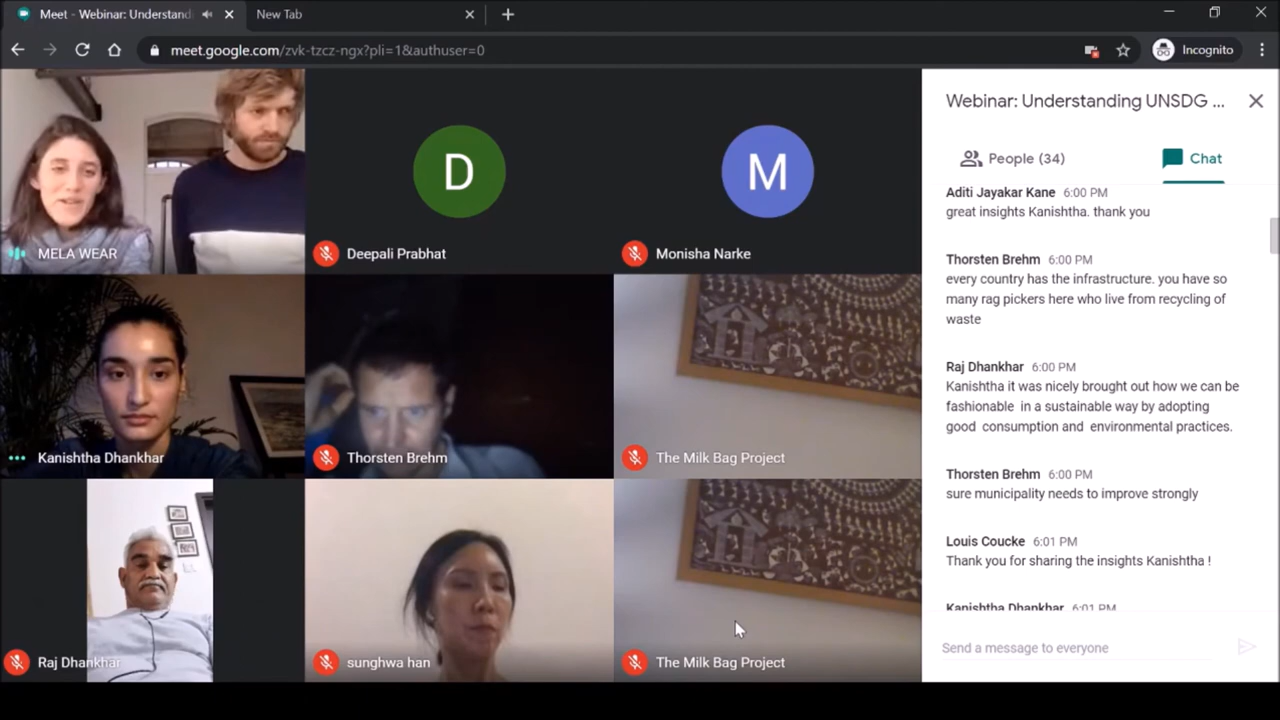 Meet - Webinar: Understandi
New Tab
meet.google.com/zvk-tzcz-ngx?pli=1&authuser=0
Incognito
MELA WEAR
D
Deepali Prabhat
M
Monisha Narke
Kanishtha Dhankhar
Thorsten Brehm
The Milk Bag Project
Raj Dhankhar
sunghwa han
The Milk Bag Project
Webinar: Understanding UNSDG ...
People (34)
Chat
Aditi Jayakar Kane 6:00 PM
great insights Kanishtha. thank you
Thorsten Brehm 6:00 PM
every country has the infrastructure. you have so
many rag pickers here who live from recycling of
waste
Raj Dhankhar 6:00 PM
Kanishtha it was nicely brought out how we can be
fashionable in a sustainable way by adopting
good consumption and environmental practices.
Thorsten Brehm 6:00 PM
sure municipality needs to improve strongly
Louis Coucke 6:01 PM
Thank you for sharing the insights Kanishtha !
Kanishtha Dhankhar 6:01 PM
Send a message to everyone